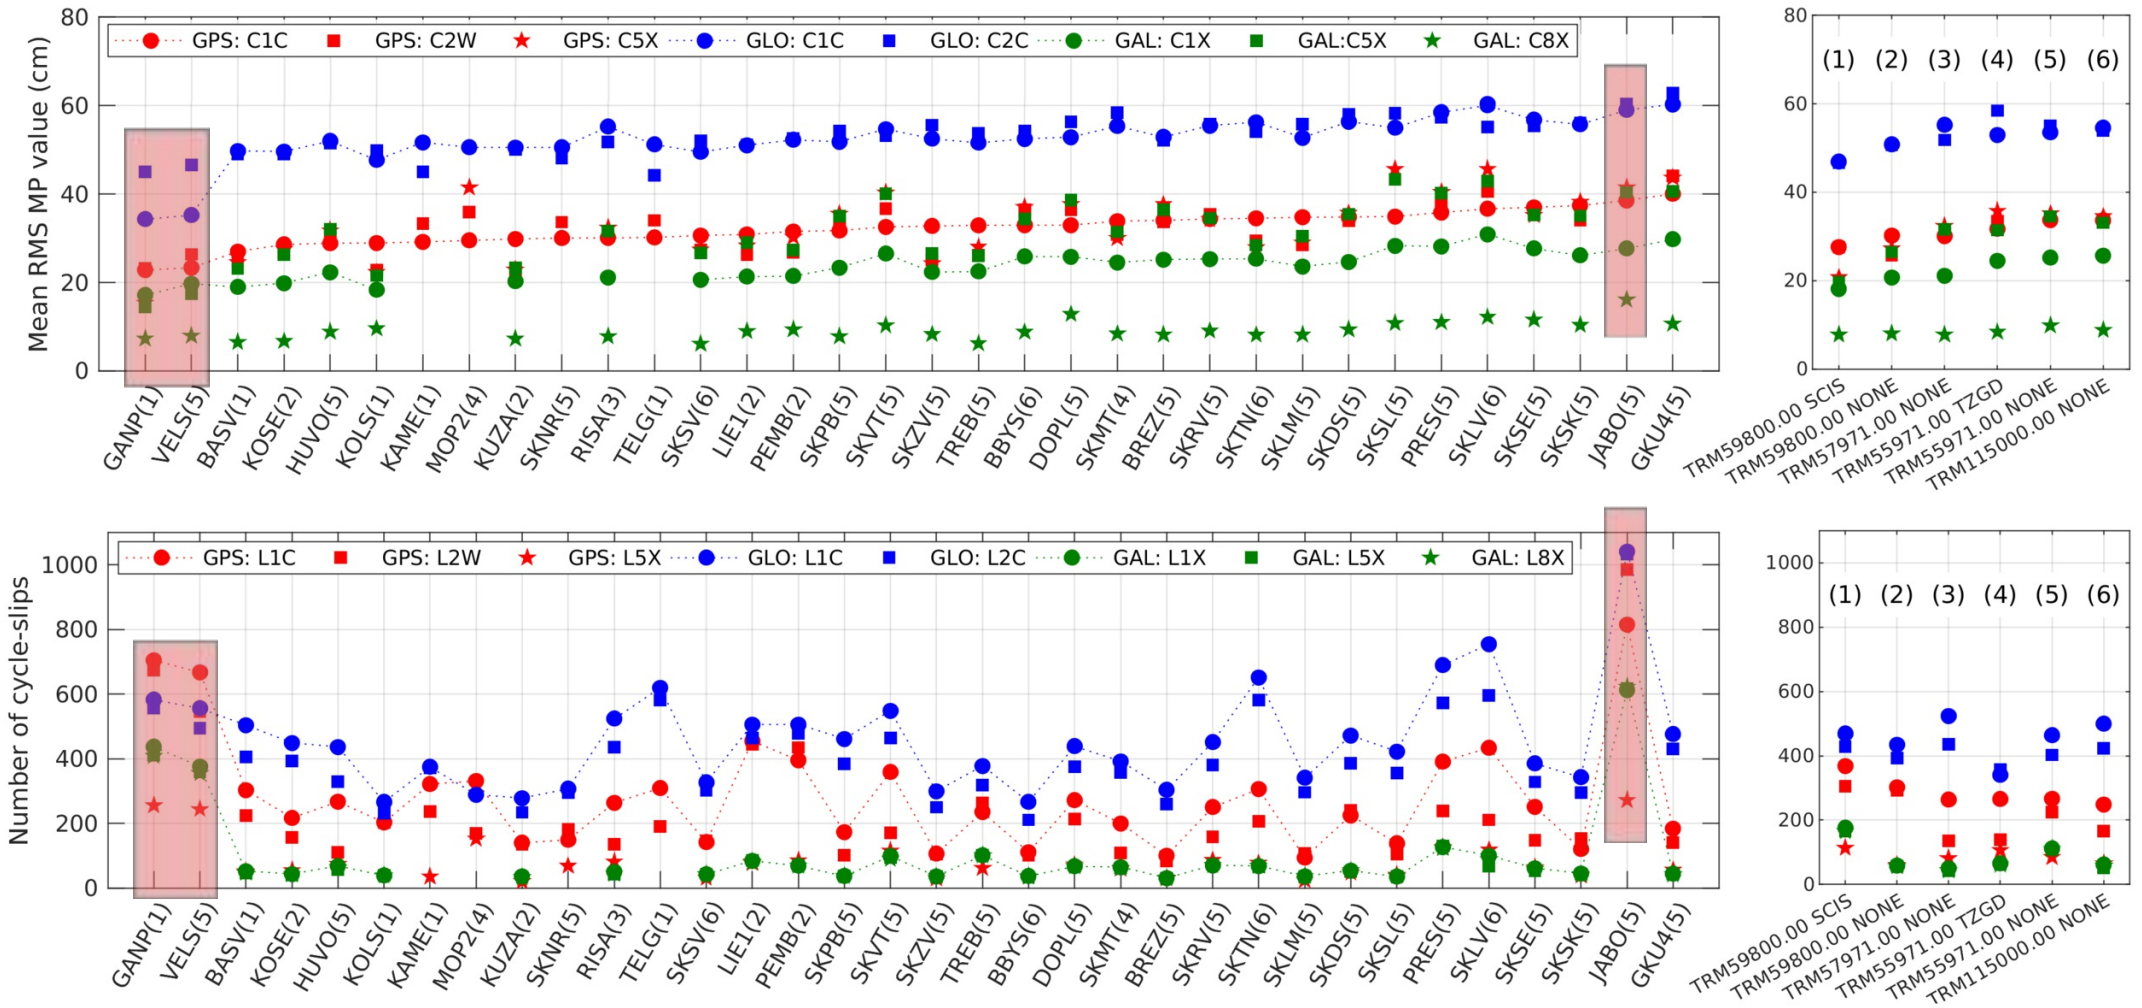 Mean RMS MP value (cm)
80
60
40
20
0
GPS: C1C GPS: C2W GPS: C5X GLO: C1C GLO: C2C GAL: C1X GAL:C5X GAL: C8X
GANP(1) VELS(5) BASV(1) KOSE(2) HUVO(5) KOLS(1) KAME(1) MOP2(4) KUZA(2) SKNR(5) RISA(3) TELG(1) SKSV(6) LIE1(2) PEMB(2) SKPB(5) SKVT(5) SKZV(5) TREB(5) BBYS(6) DOPL(5) SKMT(4) BREZ(5) SKRV(5) SKTN(6) SKLM(5) SKDS(5) SKSL(5) PRES(5) SKLV(6) SKSE(5) SKSK(5) JABO(5) GKU4(5)
80
60
40
20
0
(1) (2) (3) (4) (5) (6)
TRM59800.00 SCIS
TRM59800.00 NONE
TRM57971.00 NONE
TRM55971.00 TZGD
TRM55971.00 NONE
TRM115000.00 NONE
Number of cycle-slips
1000
800
600
400
200
0
GPS: L1C GPS: L2W GPS: L5X GLO: L1C GLO: L2C GAL: L1X GAL: L5X GAL: L8X
GANP(1) VELS(5) BASV(1) KOSE(2) HUVO(5) KOLS(1) KAME(1) MOP2(4) KUZA(2) SKNR(5) RISA(3) TELG(1) SKSV(6) LIE1(2) PEMB(2) SKPB(5) SKVT(5) SKZV(5) TREB(5) BBYS(6) DOPL(5) SKMT(4) BREZ(5) SKRV(5) SKTN(6) SKLM(5) SKDS(5) SKSL(5) PRES(5) SKLV(6) SKSE(5) SKSK(5) JABO(5) GKU4(5)
1000
800
600
400
200
0
(1) (2) (3) (4) (5) (6)
TRM59800.00 SCIS
TRM59800.00 NONE
TRM57971.00 NONE
TRM55971.00 TZGD
TRM55971.00 NONE
TRM115000.00 NONE